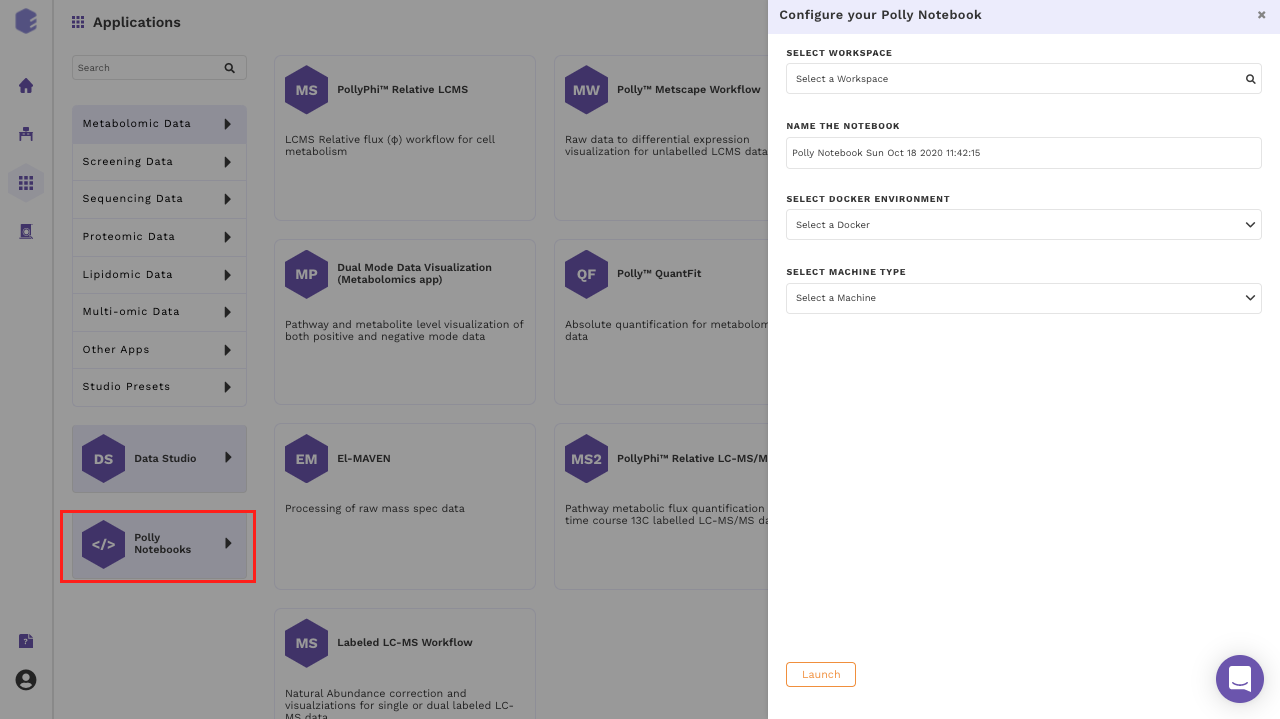 Applications
Search
Metabolomic Data
Screening Data
Sequencing Data
Proteomic Data
Lipidomic Data
Multi-omic Data
Other Apps
Studio Presets
DS
Data Studio
</>
Polly
Notebooks
MS
PollyPhi™ Relative LCMS
LCMS Relative flux (ϕ) workflow for cell
metabolism
MW
Polly™ Metscape Workflow
Raw data to differential expression
visualization for unlabelled LCMS data
MP
Dual Mode Data Visualization
(Metabolomics app)
Pathway and metabolite level visualization of
both positive and negative mode data
QF
Polly™ QuantFit
Absolute quantification for metabolom
data
EM
El-MAVEN
Processing of raw mass spec data
MS2
PollyPhi™ Relative LC-MS/M
Pathway metabolic flux quantification
time course 13C labelled LC-MS/MS da
MS
Labeled LC-MS Workflow
Natural Abundance correction and
visualziations for single or dual labeled LC-
MS data
Configure your Polly Notebook
SELECT WORKSPACE
Select a Workspace
NAME THE NOTEBOOK
Polly Notebook Sun Oct 18 2020 11:42:15
SELECT DOCKER ENVIRONMENT
Select a Docker
SELECT MACHINE TYPE
Select a Machine
Launch